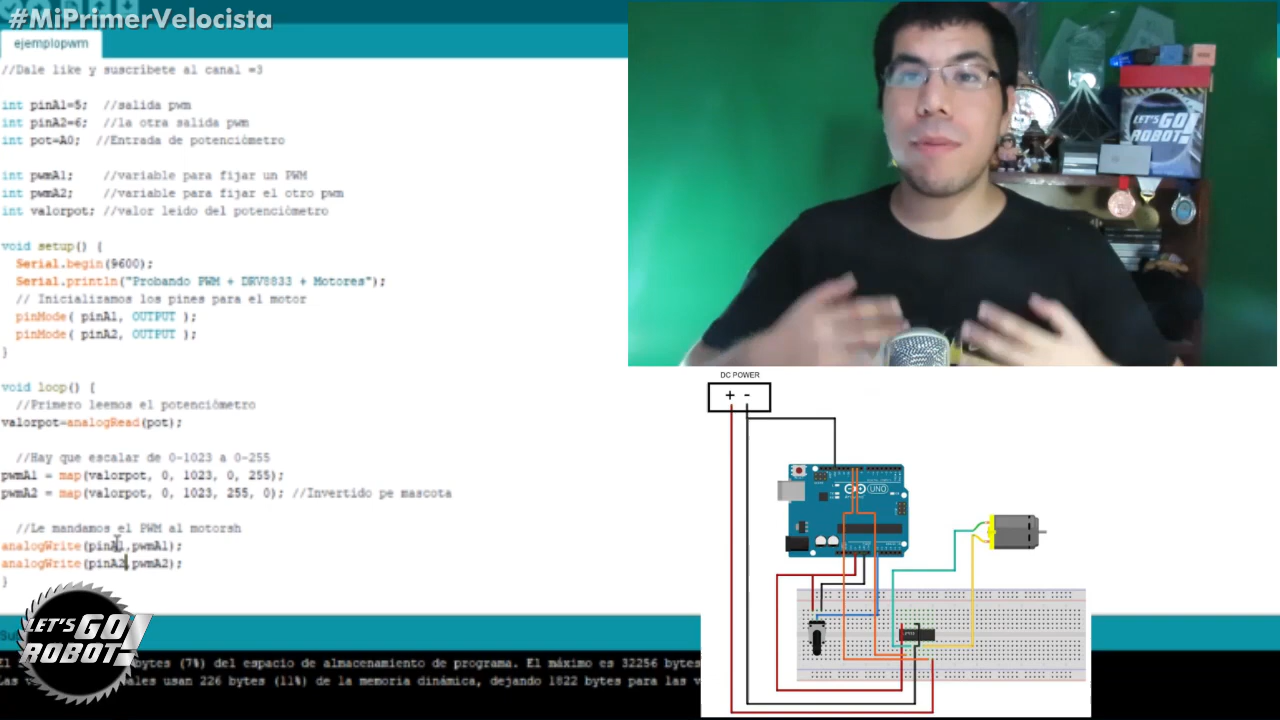 #MiPrimerVelocista
ejemplopwm
//Dale like y suscribete al canal =3
int pinA1=5; //salida pwm
int pinA2=6; //la otra salida pwm
int pot=A0; //Entrada de potenciómetro
int pwmA1; //variable para fijar un PWM
int pwmA2; //variable para fijar el otro pwm
int valorpot; //valor leido del potenciómetro
void setup() {
Serial.begin(9600);
Serial.println("Probando PWM + DRV8833 + Motores");
// Inicializamos los pines para el motor
pinMode( pinA1, OUTPUT );
pinMode( pinA2, OUTPUT );
}
void loop() {
//Primero leemos el potenciómetro
valorpot=analogRead(pot);
//Hay que escalar de 0-1023 a 0-255
pwmA1 = map(valorpot, 0, 1023, 0, 255);
pwmA2 = map(valorpot, 0, 1023, 255, 0); //Invertido pe mascota
//Le mandamos el PWM al motorsh
analogWrite(pinA1,pwmA1);
analogWrite(pinA2,pwmA2);
}
El
bytes (7%) del espacio de almacenamiento de programa. El máximo es 32256 bytes
Las usan 226 bytes (11%) de la memoria dinámica, dejando 1822 bytes para las v
LET'S GO ROBOT!
LET'S GO ROBOT!
DC POWER
+ -
UNO